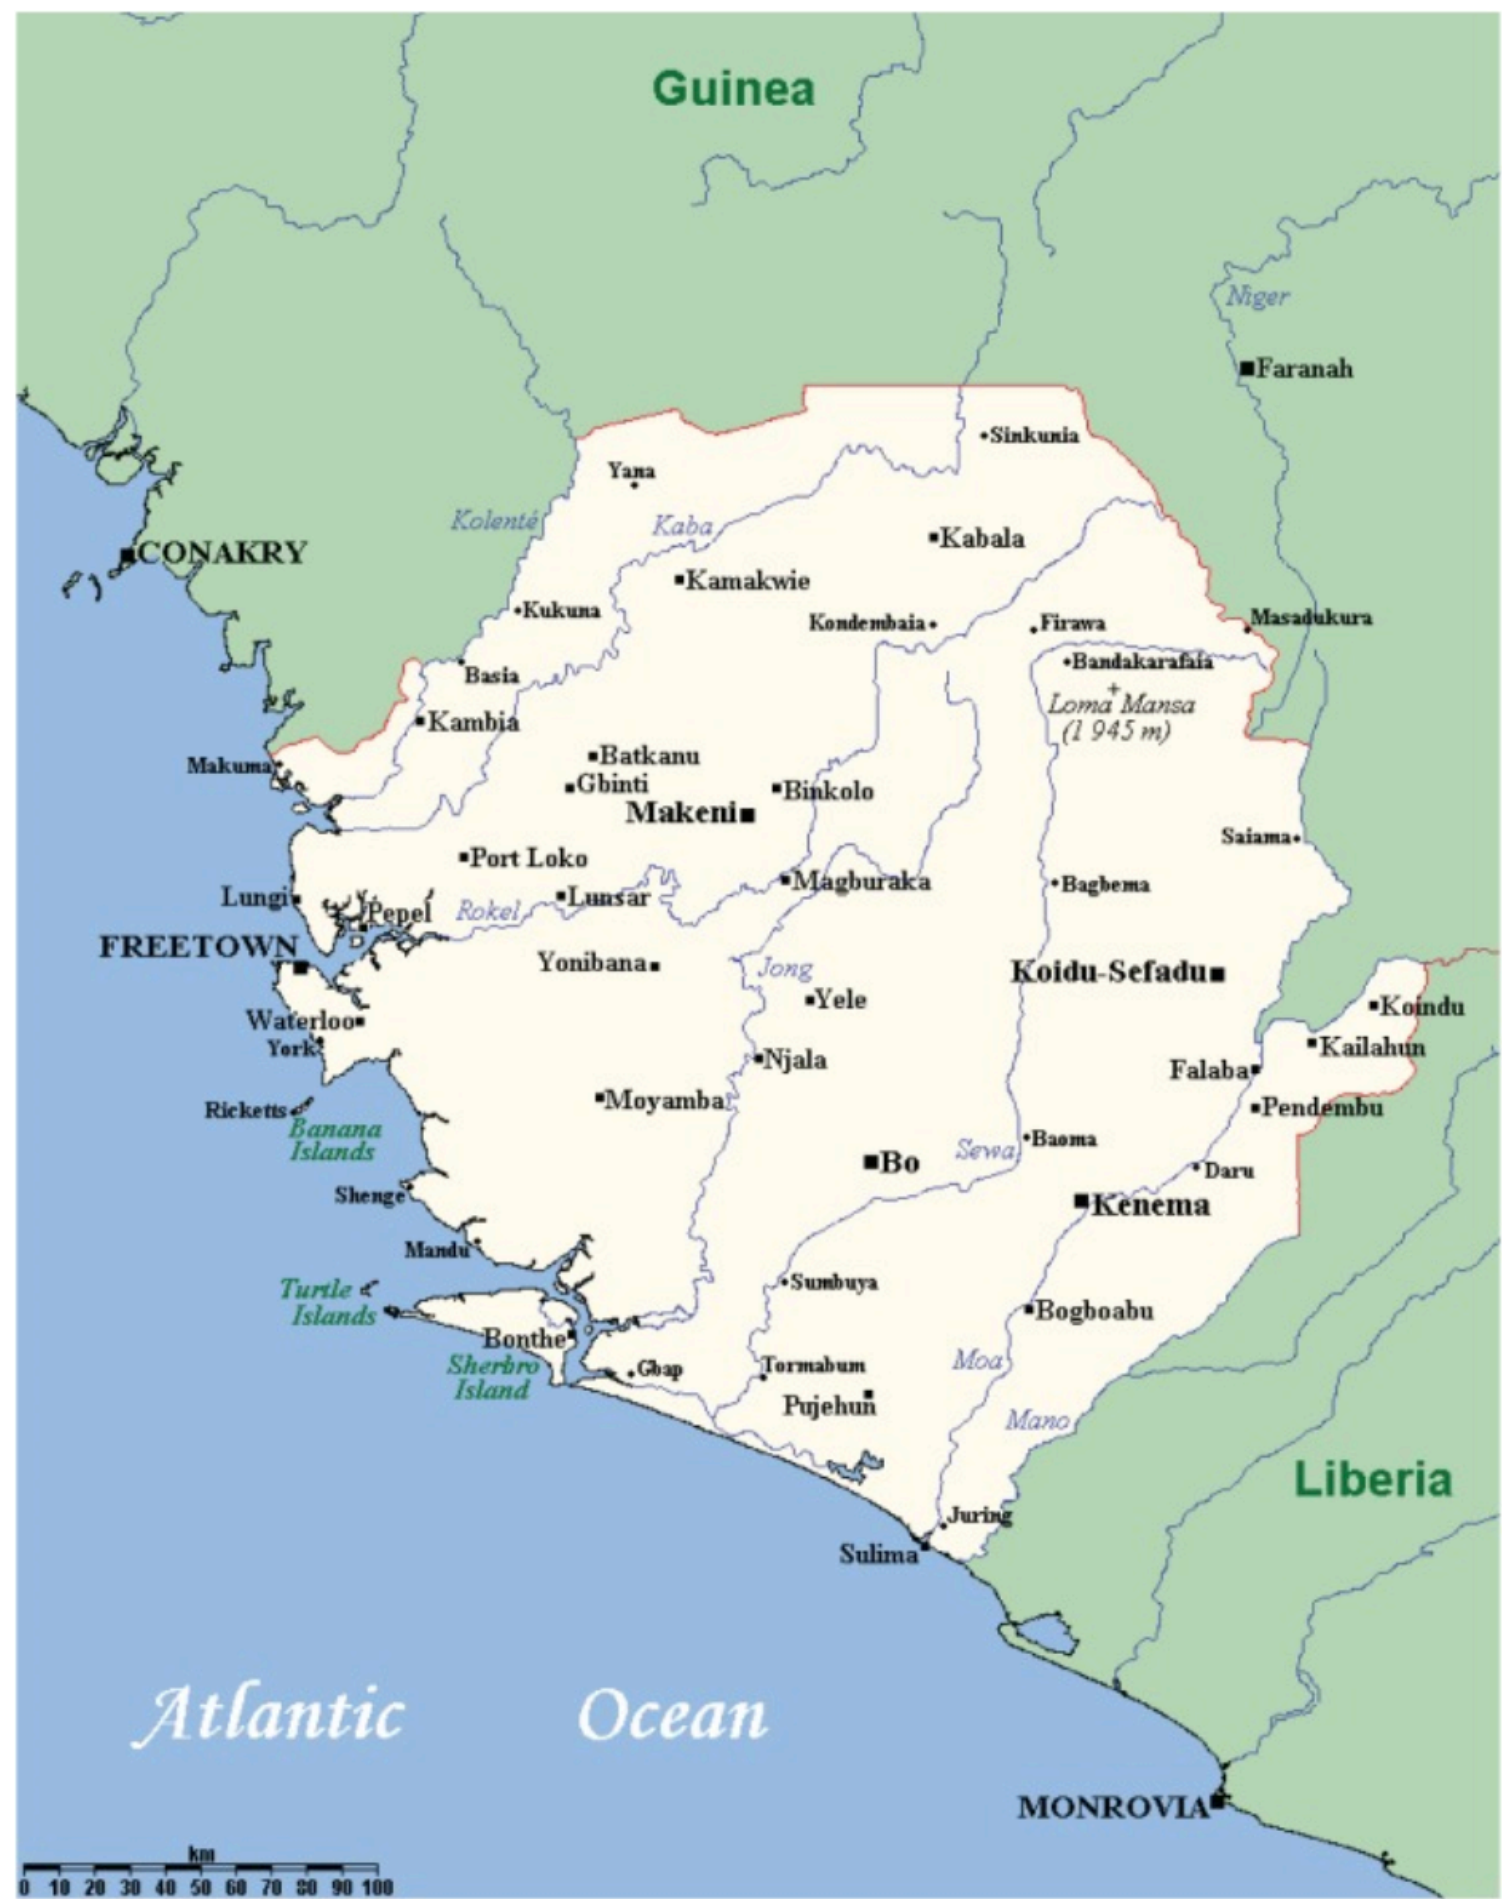 Guinea
Niger
Faranah
Sinkunia
Yana
Kolenté
Kaba
Kabala
CONAKRY
Kamakwie
Kukuna
Kondembaia
Firawa
Masadukura
Bandakarafaia
Basia
Loma Mansa
(1 945 m)
Kambia
Makuma
Batkanu
Gbinti
Binkolo
Makeni
Saiama
Port Loko
Magburaka
Bagbema
Lungi
Lunsar
Pepel
Rokel
FREETOWN
Yonibana
Jong
Koidu-Sefadu
Yele
Koindu
Waterloo
York
Kailahun
Njala
Falaba
Moyamba
Pendembu
Ricketts
Banana
Islands
Baoma
Sewa
Bo
Daru
Shenge
Kenema
Mandu
Sumbuya
Turtle
Islands
Bogboabu
Bonthe
Sherbro
Island
Gbap
Tormabum
Moa
Pujehun
Mano
Liberia
Juring
Sulima
Atlantic Ocean
MONROVIA
km
0 10 20 30 40 50 60 70 80 90 100